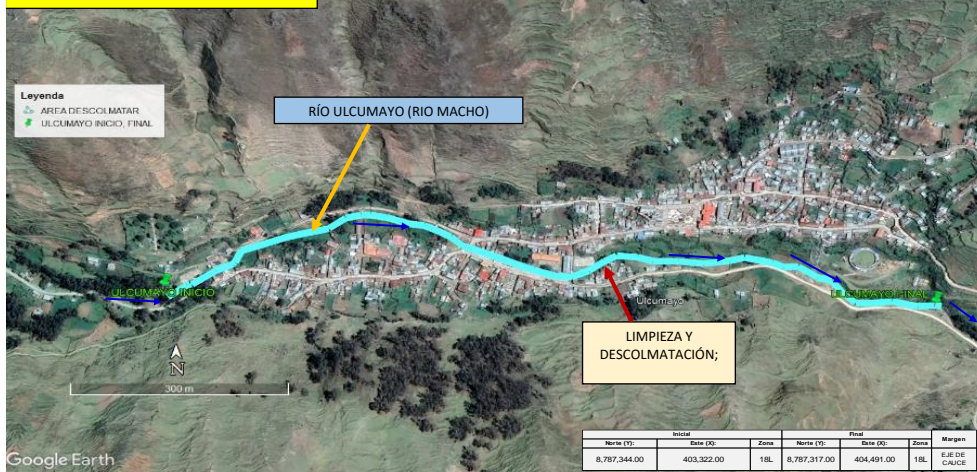 Leyenda
AREA DESCOLMATAR
ULCUMAYO INICIO, FINAL
RÍO ULCUMAYO (RIO MACHO)
ULCUMAYO INICIO
ULCUMAYO FINAL
Ulcumayo
LIMPIEZA Y
DESCOLMATACIÓN;
N
300 m
Google Earth
Inicial Final Margen
Norte (Y): Este (X): Zona Norte (Y): Este (X): Zona
8,787,344.00 403,322.00 18L 8,787,317.00 404,491.00 18L EJE DE
CAUCE